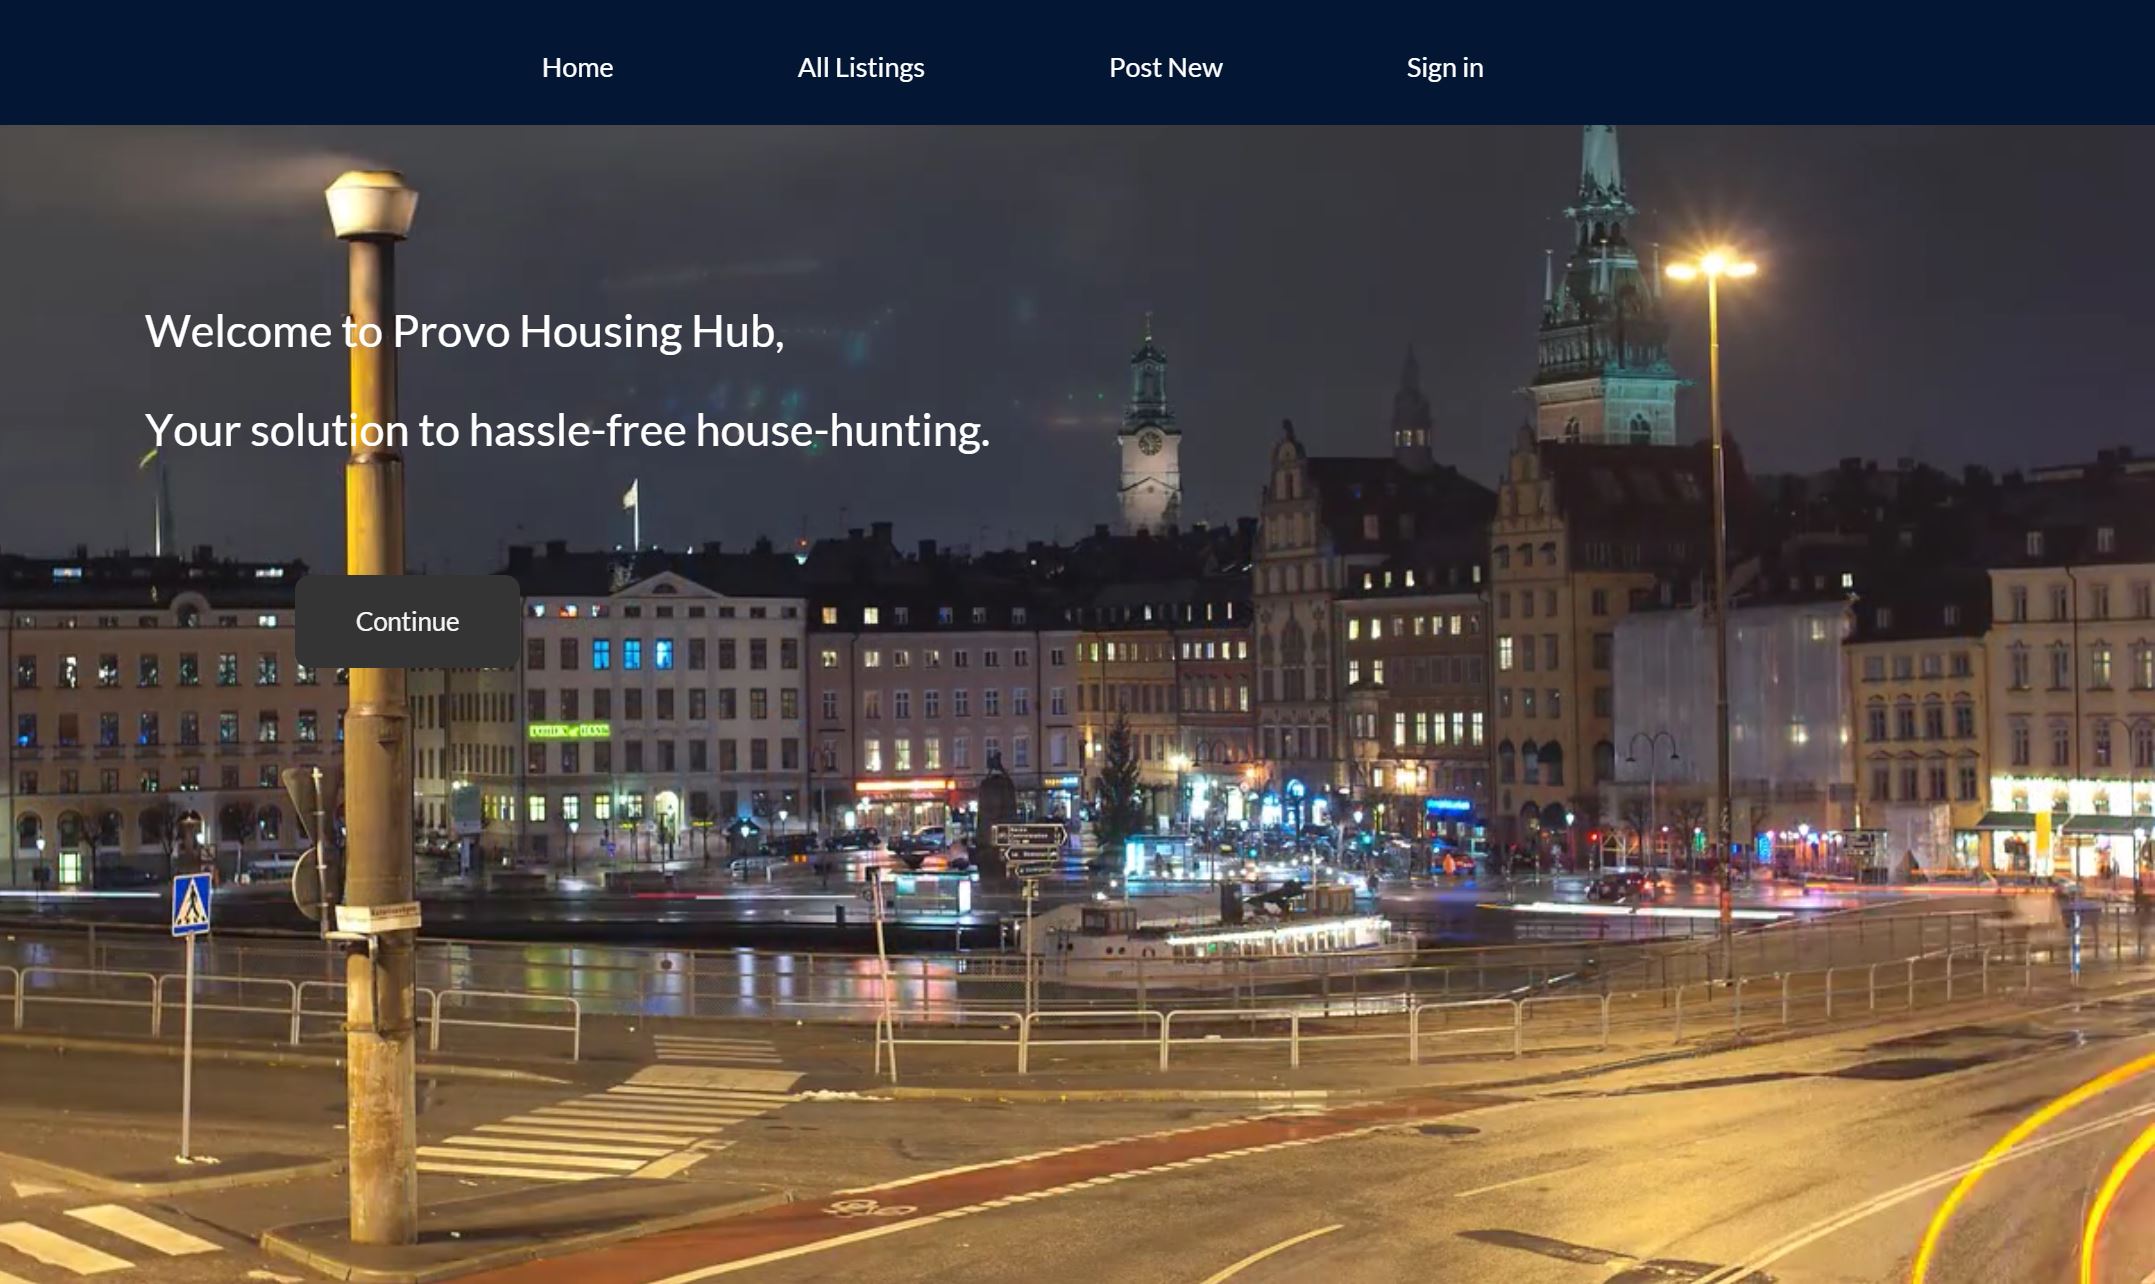 Home
All Listings
Post New
Sign in
Welcome to Provo Housing Hub,
Your solution to hassle-free house-hunting.
Continue